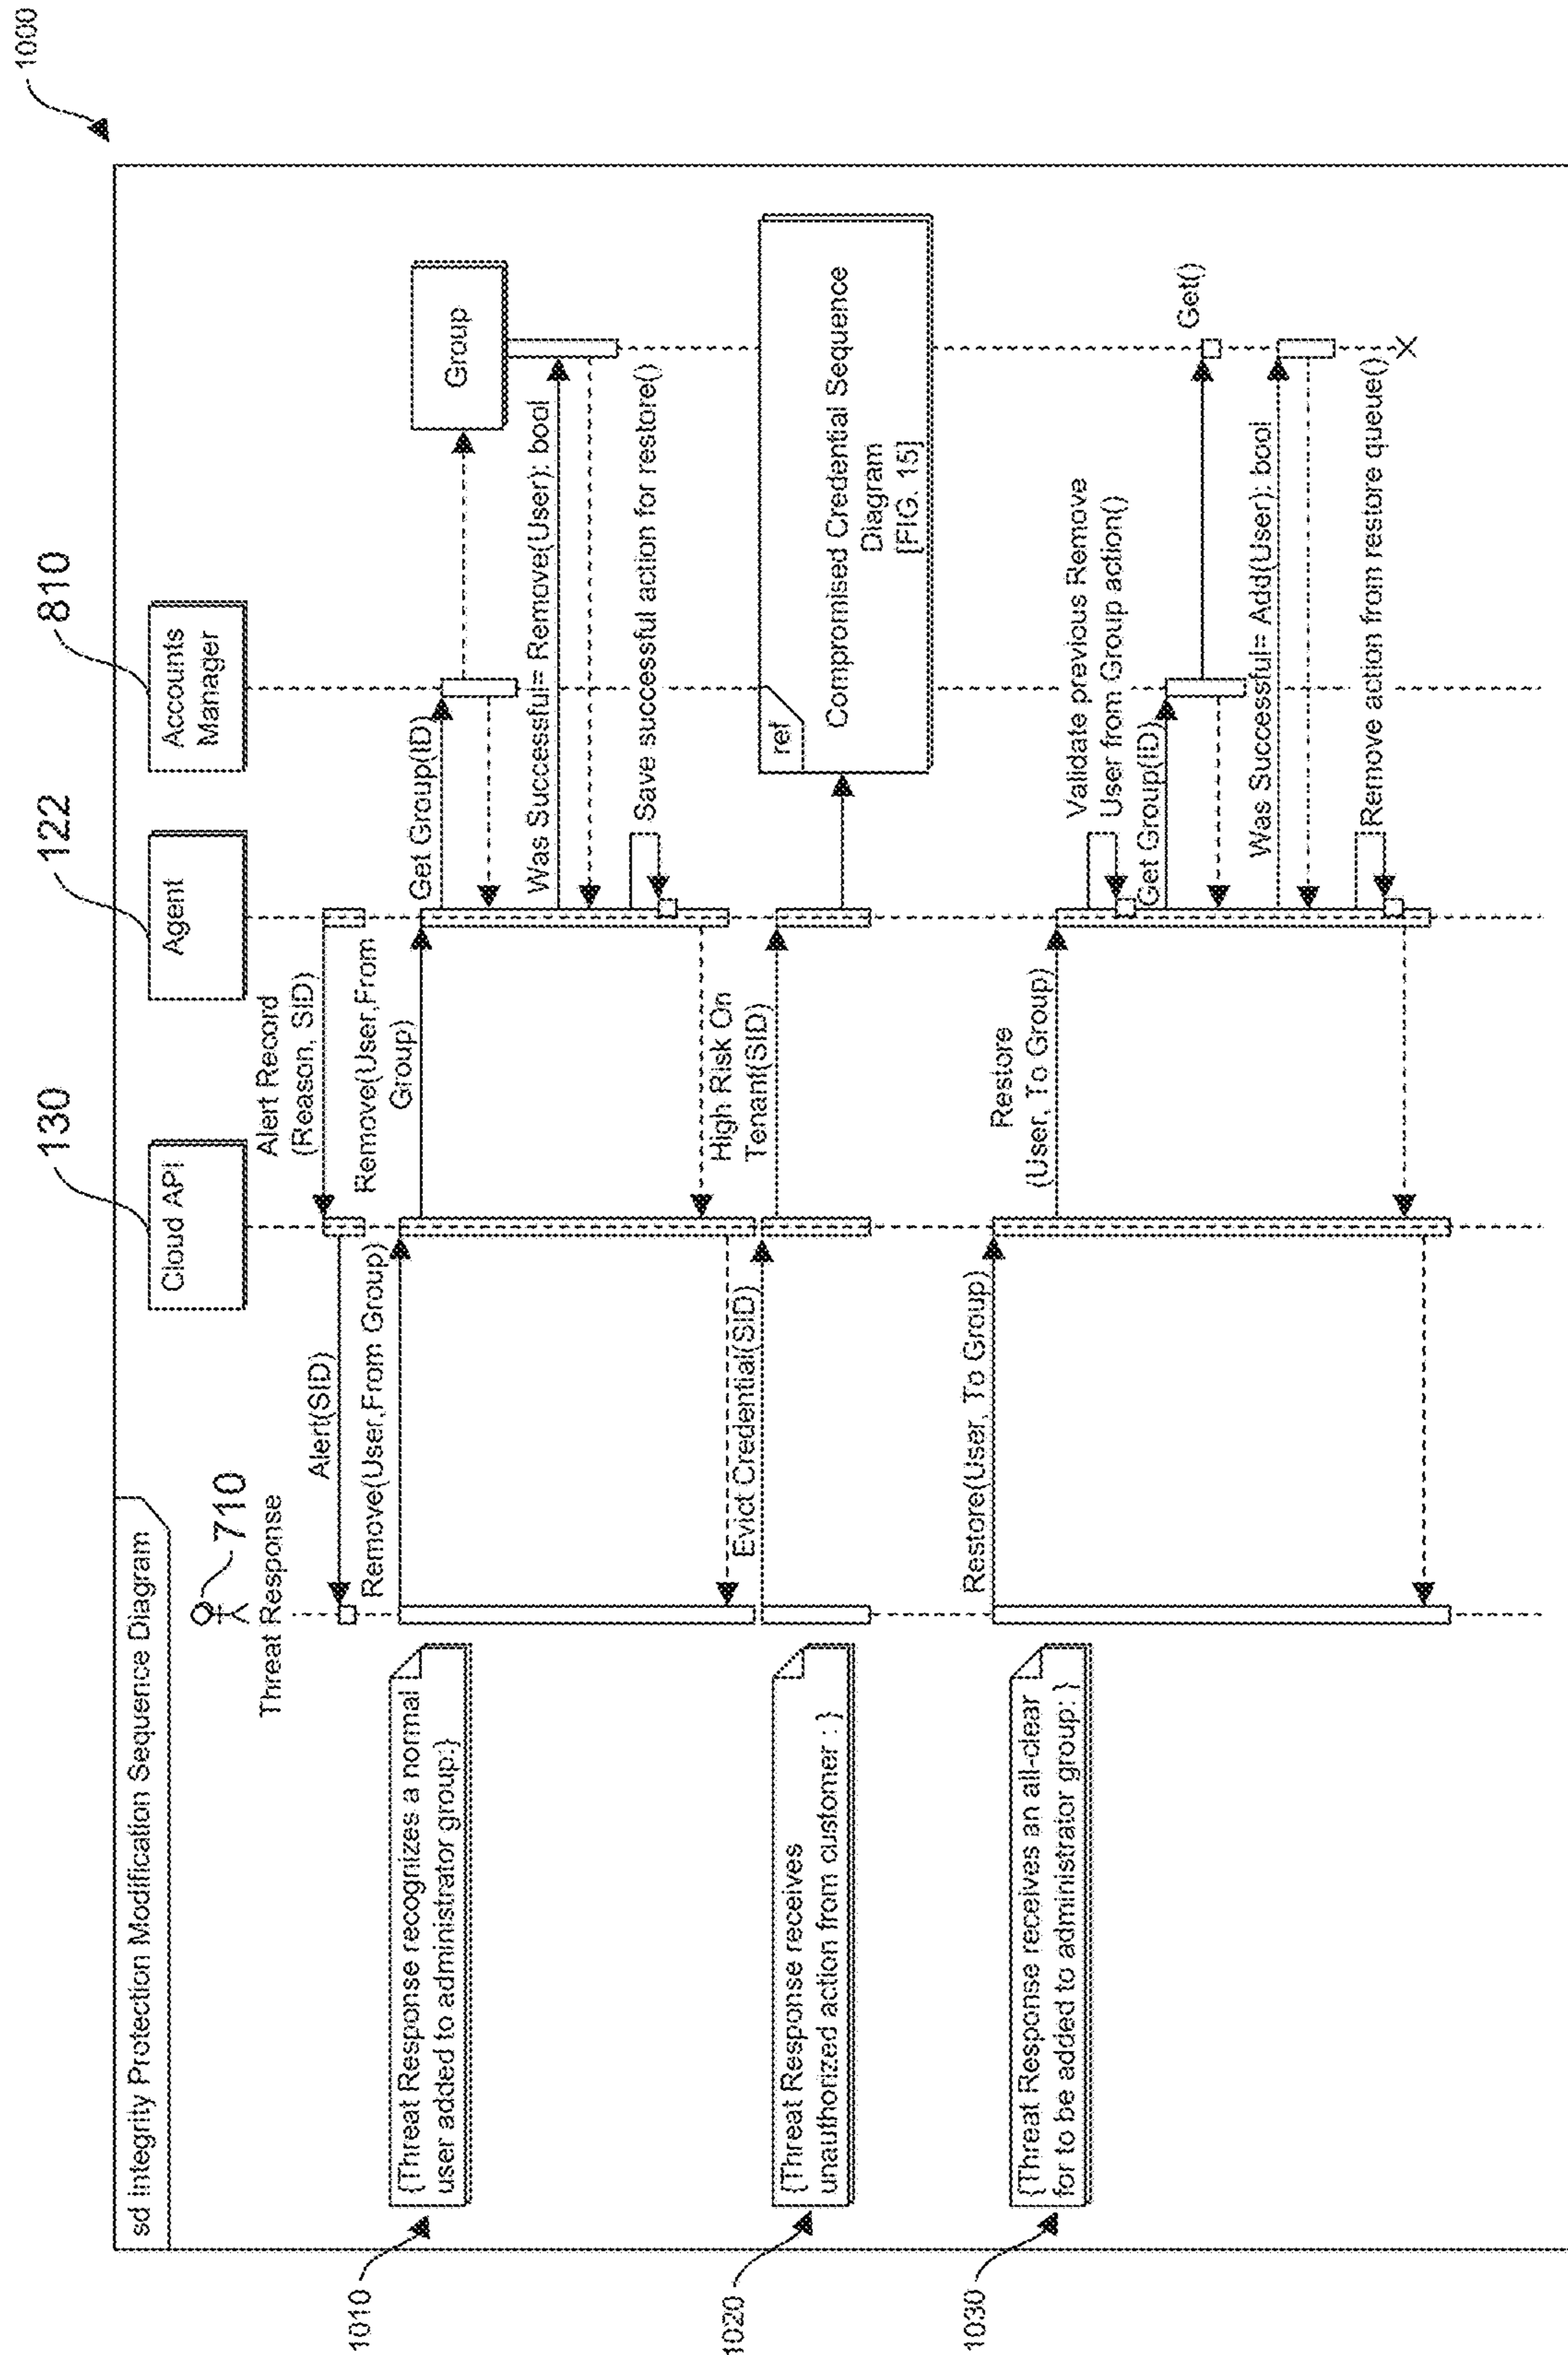 1000
sd Integrity Protection Modification Sequence Diagram
710
Threat Response
130
Cloud API
122
Agent
810
Accounts
Manager
Alert Record
(Reason, SID)
Alert(SID)
1010
{Threat Response recognizes a normal
user added to administrator group:}
Remove(User,From Group)
Remove(User,From
Group)
Get Group(ID)
Group
Was Successful= Remove(User): bool
Save successful action for restore()
1020
{Threat Response receives
unauthorized action from customer : }
Evict Credential(SID)
High Risk On
Tenant(SID)
ref
Compromised Credential Sequence
Diagram
[FIG. 15]
1030
{Threat Response receives an all-clear
for to be added to administrator group: }
Restore(User, To Group)
Restore
(User, To Group)
Validate previous Remove
User from Group action()
Get Group(ID)
Get()
Was Successful= Add(User): bool
Remove action from restore queue()